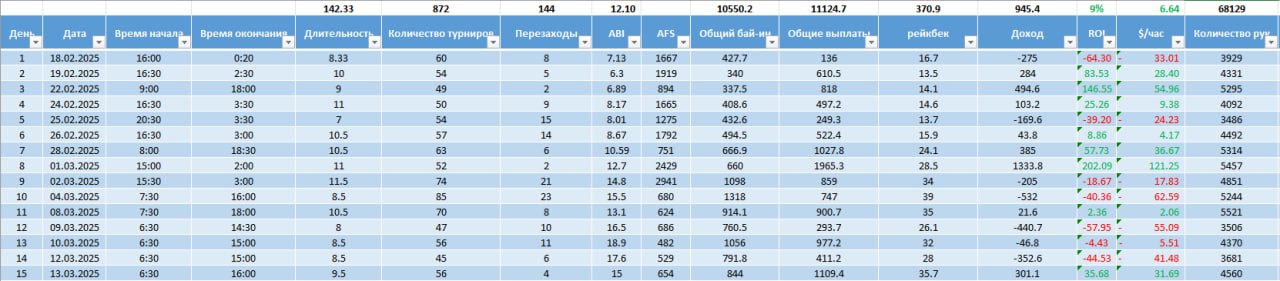 142.33 872 144 12.10 10550.2 11124.7 370.9 945.4 9% 6.64 68129
День Дата Время начала Время окончания Длительность Количество турниров Перезаходы ABI AFS Общий бай-ин Общие выплаты рейкбек Доход ROI $/час Количество рук
1 18.02.2025 16:00 0:20 8.33 60 8 7.13 1667 427.7 136 16.7 -275 -64.30 - 33.01 3929
2 19.02.2025 16:30 2:30 10 54 5 6.3 1919 340 610.5 13.5 284 83.53 28.40 4331
3 22.02.2025 9:00 18:00 9 49 2 6.89 894 337.5 818 14.1 494.6 146.55 54.96 5295
4 24.02.2025 16:30 3:30 11 50 9 8.17 1665 408.6 497.2 14.6 103.2 25.26 9.38 4092
5 25.02.2025 20:30 3:30 7 54 15 8.01 1275 432.6 249.3 13.7 -169.6 -39.20 - 24.23 3486
6 26.02.2025 16:30 3:00 10.5 57 14 8.67 1792 494.5 522.4 15.9 43.8 8.86 4.17 4492
7 28.02.2025 8:00 18:30 10.5 63 6 10.59 751 666.9 1027.8 24.1 385 57.73 36.67 5314
8 01.03.2025 15:00 2:00 11 52 2 12.7 2429 660 1965.3 28.5 1333.8 202.09 121.25 5457
9 02.03.2025 15:30 3:00 11.5 74 21 14.8 2941 1098 859 34 -205 -18.67 - 17.83 4851
10 04.03.2025 7:30 16:00 8.5 85 23 15.5 680 1318 747 39 -532 -40.36 - 62.59 5244
11 08.03.2025 7:30 18:00 10.5 70 8 13.1 624 914.1 900.7 35 21.6 2.36 2.06 5521
12 09.03.2025 6:30 14:30 8 47 10 16.5 686 760.5 293.7 26.1 -440.7 -57.95 - 55.09 3506
13 10.03.2025 6:30 15:00 8.5 56 11 18.9 482 1056 977.2 32 -46.8 -4.43 - 5.51 4370
14 12.03.2025 6:30 15:00 8.5 45 6 17.6 529 791.8 411.2 28 -352.6 -44.53 - 41.48 3681
15 13.03.2025 6:30 16:00 9.5 56 4 15 654 844 1109.4 35.7 301.1 35.68 31.69 4560